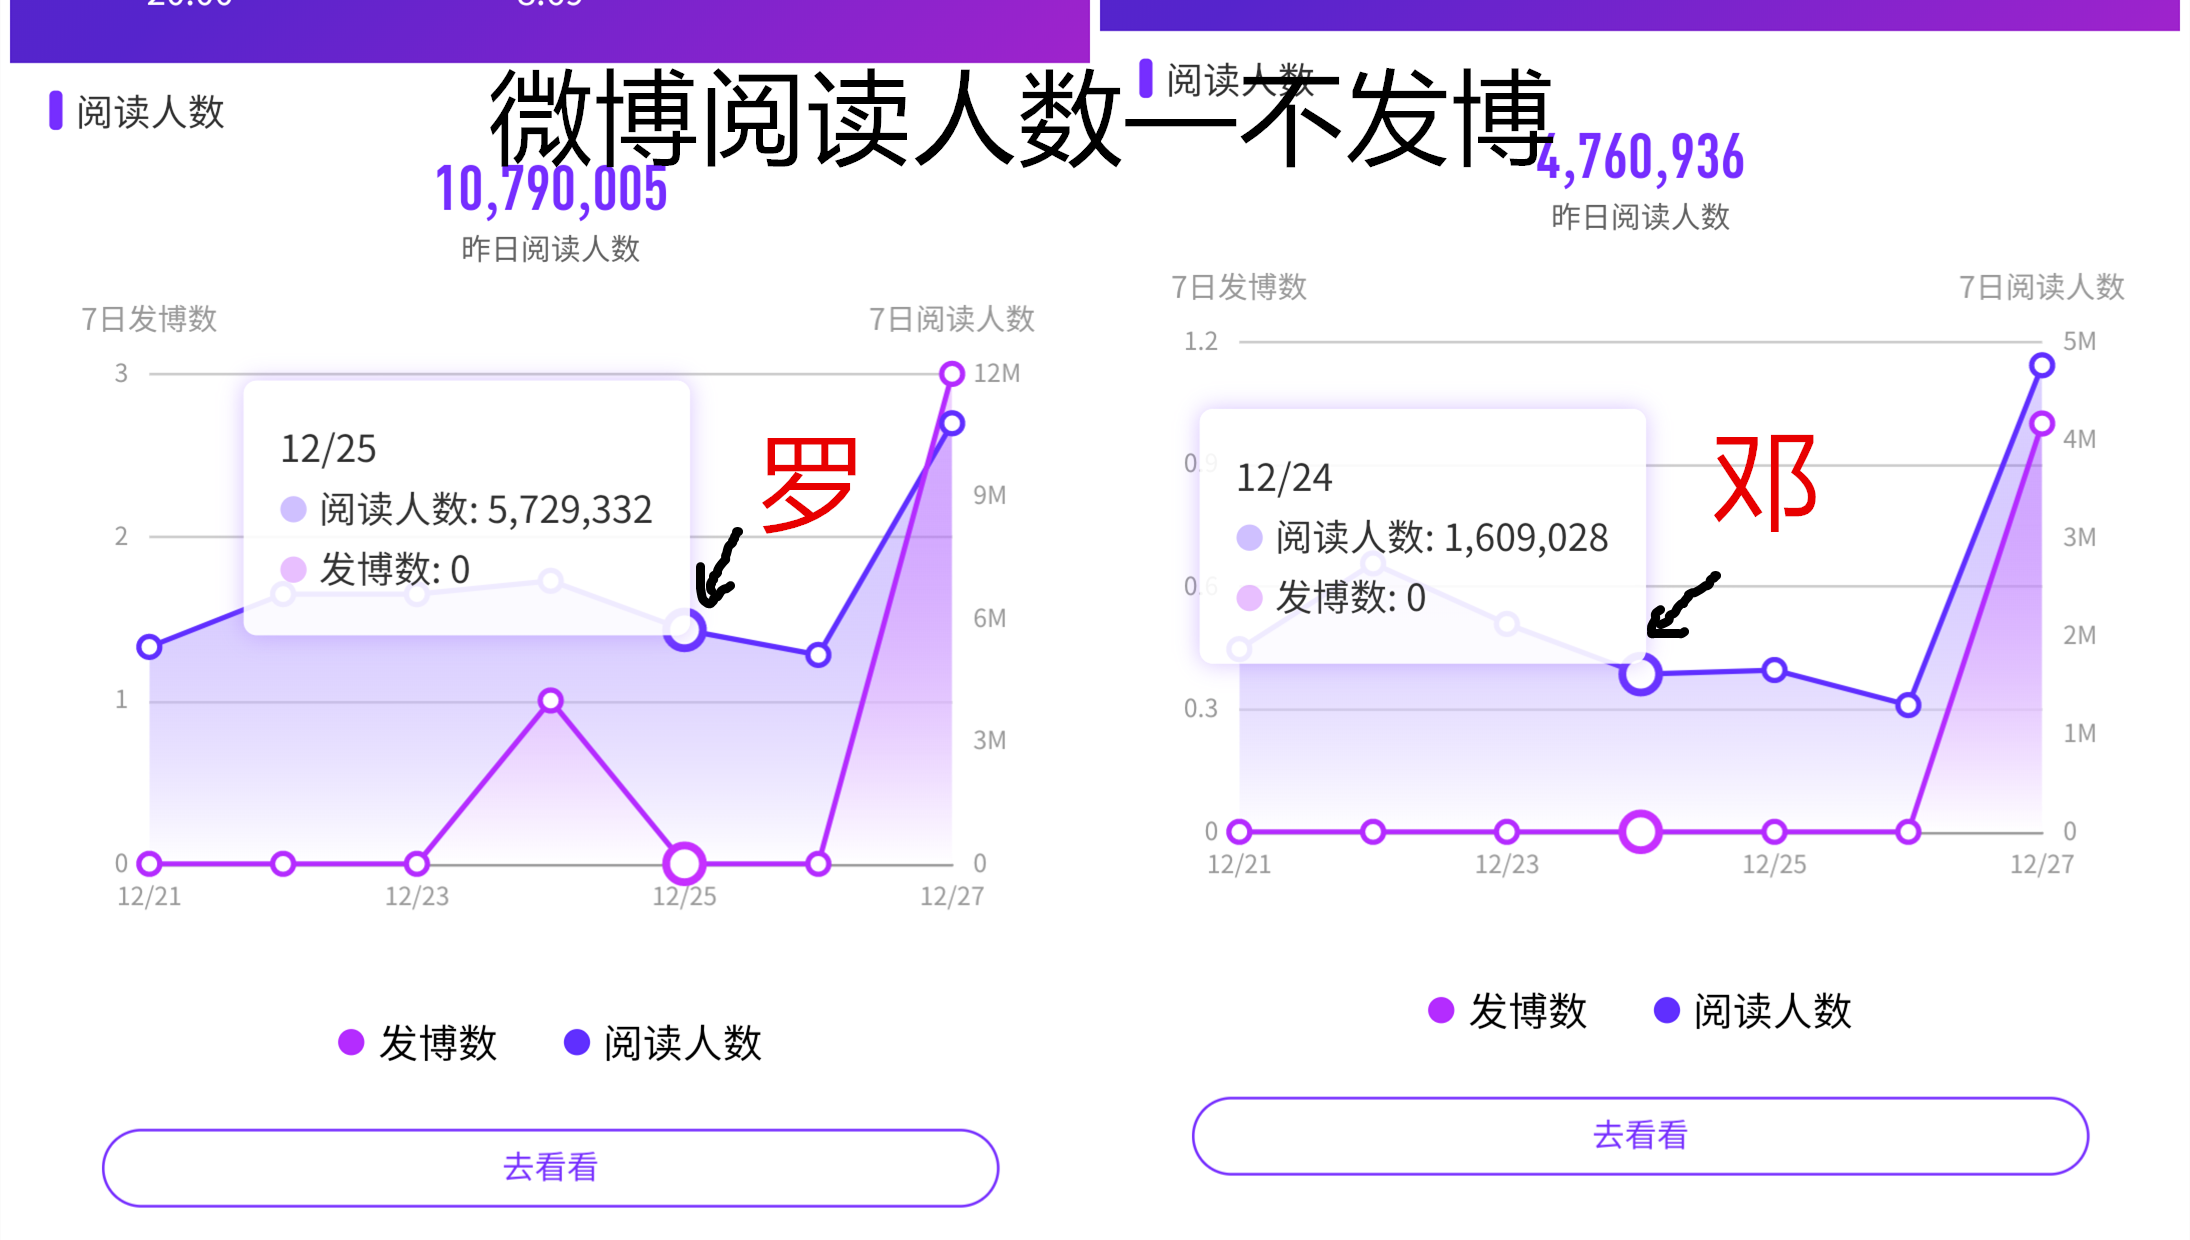 微博阅读人数—不发博
阅读人数
10,790,005
昨日阅读人数
7日发博数
7日阅读人数
3
2
1
0
12M
9M
6M
3M
0
12/25
阅读人数: 5,729,332
发博数: 0
罗
12/21
12/23
12/25
12/27
发博数
阅读人数
去看看
阅读人数
4,760,936
昨日阅读人数
7日发博数
7日阅读人数
1.2
0.9
0.6
0.3
0
5M
4M
3M
2M
1M
0
12/24
阅读人数: 1,609,028
发博数: 0
邓
12/21
12/23
12/25
12/27
发博数
阅读人数
去看看